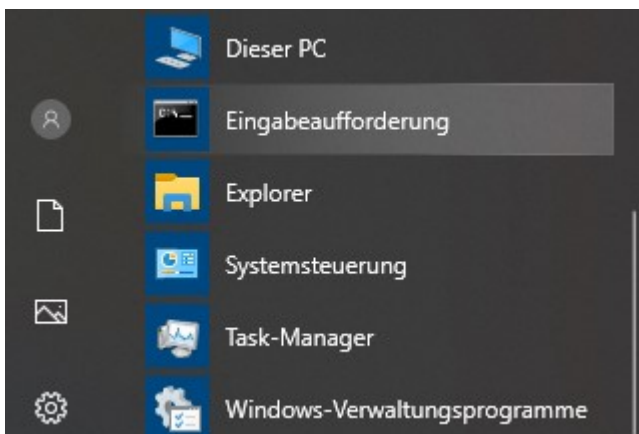 Dieser PC
C:\_
Eingabeaufforderung
Explorer
Systemsteuerung
Task-Manager
Windows-Verwaltungsprogramme